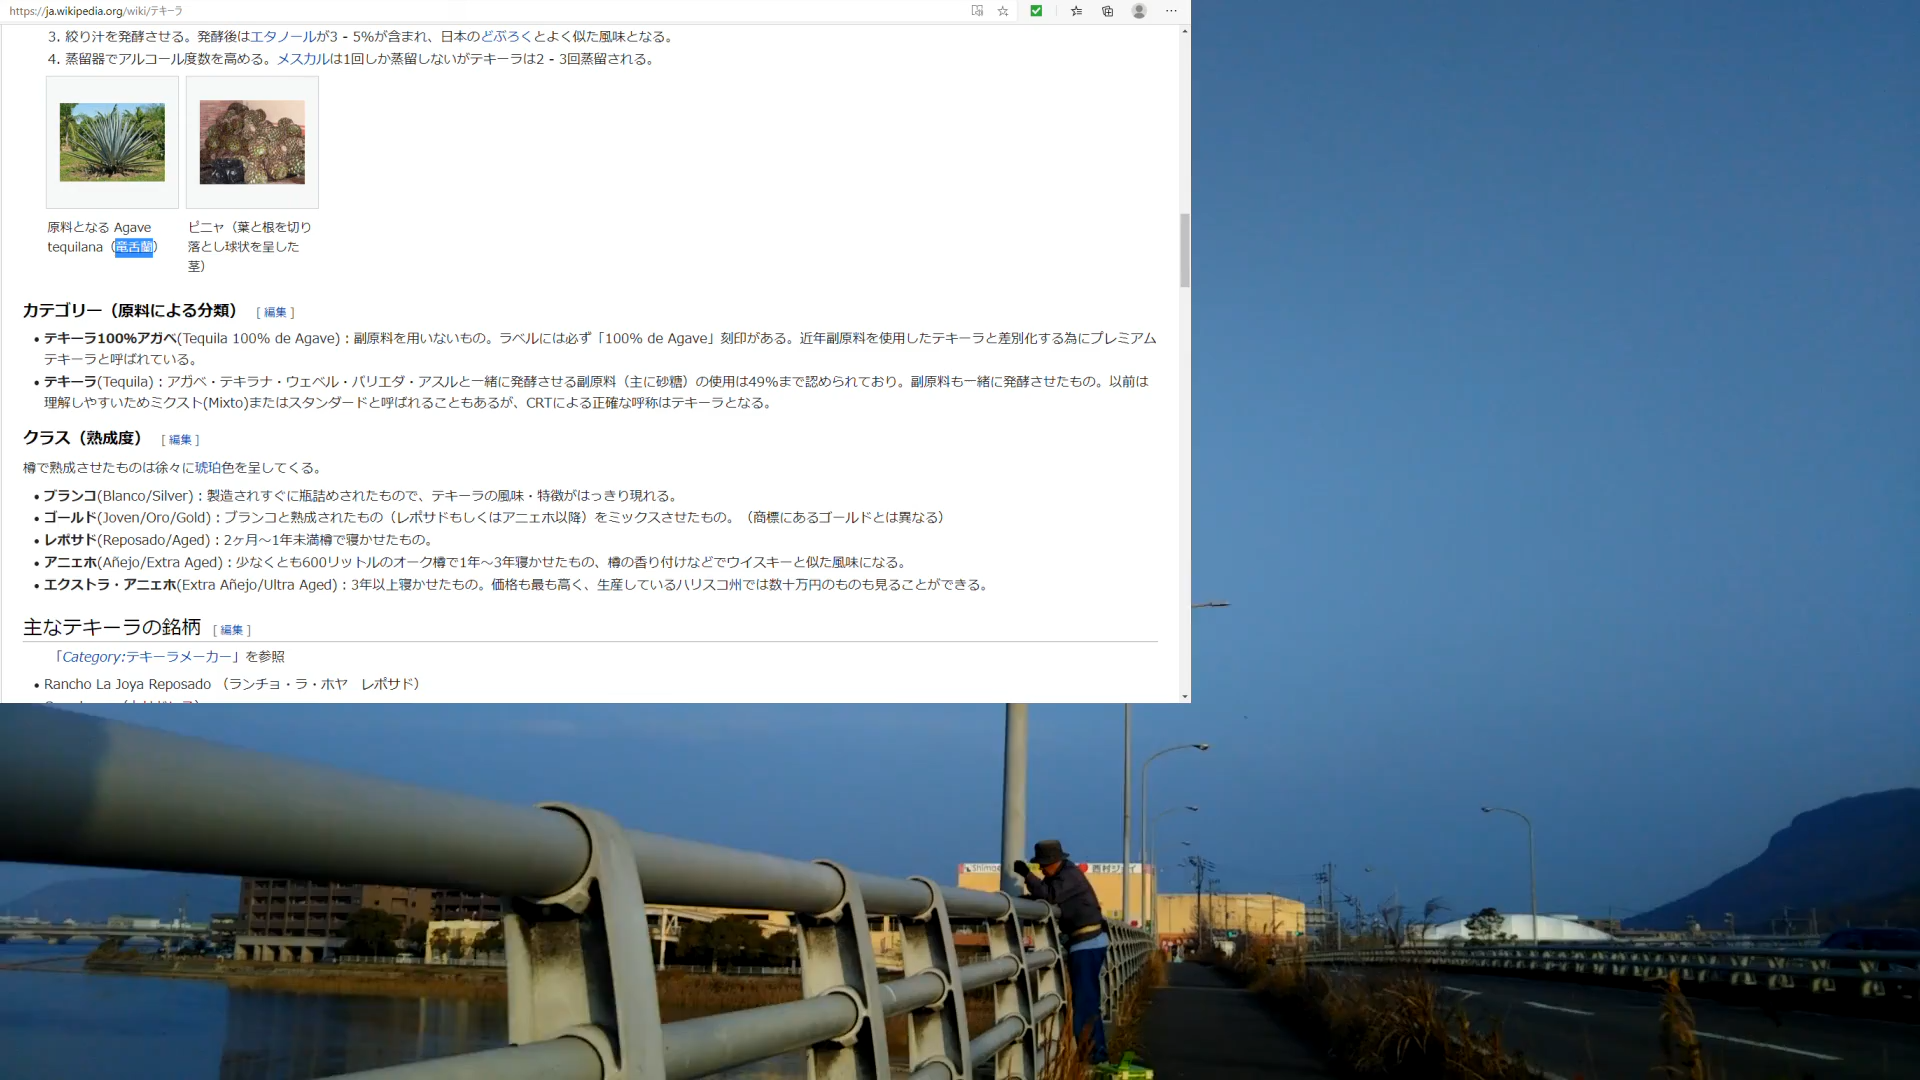 https://ja.wikipedia.org/wiki/テキーラ
3. 絞り汁を発酵させる。発酵後はエタノールが3 - 5%が含まれ、日本のどぶろくとよく似た風味となる。
4. 蒸留器でアルコール度数を高める。メスカルは1回しか蒸留しないがテキーラは2 - 3回蒸留される。
原料となる Agave
tequilana（竜舌蘭）
ピニャ（葉と根を切り
落とし球状を呈した
茎）
カテゴリー（原料による分類） [ 編集 ]
• テキーラ100%アガベ(Tequila 100% de Agave)：副原料を用いないもの。ラベルには必ず「100% de Agave」刻印がある。近年副原料を使用したテキーラと差別化する為にプレミアム
テキーラと呼ばれている。
• テキーラ(Tequila)：アガベ・テキラナ・ウェベル・バリエダ・アスルと一緒に発酵させる副原料（主に砂糖）の使用は49%まで認められており。副原料も一緒に発酵させたもの。以前は
理解しやすいためミクスト(Mixto)またはスタンダードと呼ばれることもあるが、CRTによる正確な呼称はテキーラとなる。
クラス（熟成度） [ 編集 ]
樽で熟成させたものは徐々に琥珀色を呈してくる。
• ブランコ(Blanco/Silver)：製造されすぐに瓶詰めされたもので、テキーラの風味・特徴がはっきり現れる。
• ゴールド(Joven/Oro/Gold)：ブランコと熟成されたもの（レポサドもしくはアニェホ以降）をミックスさせたもの。（商標にあるゴールドとは異なる）
• レポサド(Reposado/Aged)：2ヶ月〜1年未満樽で寝かせたもの。
• アニェホ(Añejo/Extra Aged)：少なくとも600リットルのオーク樽で1年〜3年寝かせたもの、樽の香り付けなどでウイスキーと似た風味になる。
• エクストラ・アニェホ(Extra Añejo/Ultra Aged)：3年以上寝かせたもの。価格も最も高く、生産しているハリスコ州では数十万円のものも見ることができる。
主なテキーラの銘柄 [ 編集 ]
「Category:テキーラメーカー」を参照
• Rancho La Joya Reposado （ランチョ・ラ・ホヤ　レポサド）